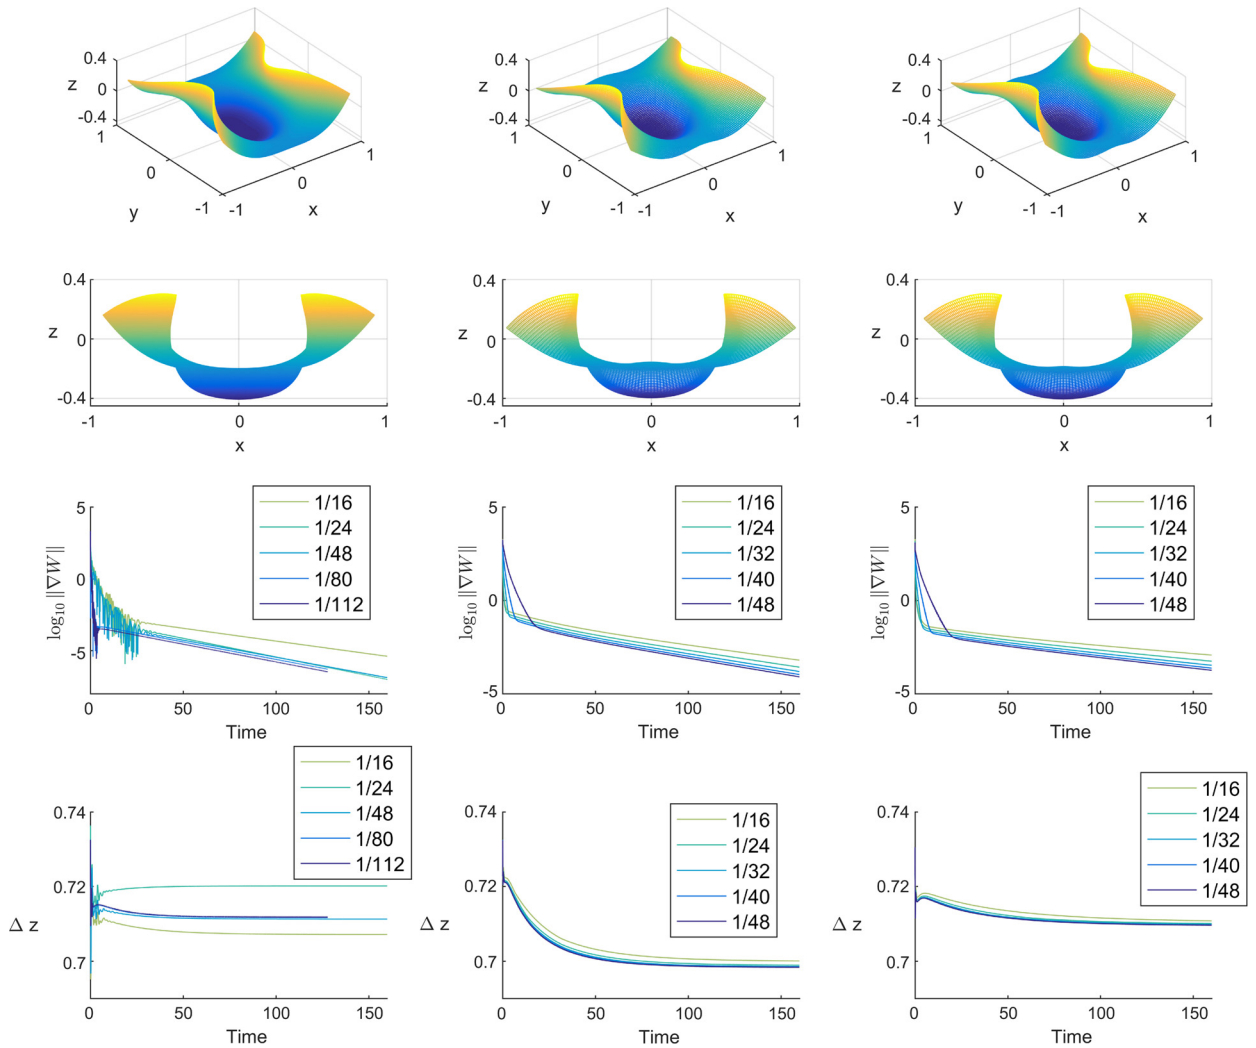 0.4
z 0
-0.4
1
0
y
-1 -1
0
x
1
0.4
z 0
-0.4
1
0
y
-1 -1
0
x
1
0.4
z 0
-0.4
1
0
y
-1 -1
0
x
1
0.4
z 0
-0.4
-1 0 1
x
0.4
z 0
-0.4
-1 0 1
x
0.4
z 0
-0.4
-1 0 1
x
5
0
-5
log10 ‖∇W‖
1/16
1/24
1/48
1/80
1/112
0 50 100 150
Time
5
0
-5
log10 ‖∇W‖
1/16
1/24
1/32
1/40
1/48
0 50 100 150
Time
5
0
-5
log10 ‖∇W‖
1/16
1/24
1/32
1/40
1/48
0 50 100 150
Time
0.74
0.72
Δ z
0.7
1/16
1/24
1/48
1/80
1/112
0 50 100 150
Time
0.74
0.72
Δ z
0.7
1/16
1/24
1/32
1/40
1/48
0 50 100 150
Time
0.74
0.72
Δ z
0.7
1/16
1/24
1/32
1/40
1/48
0 50 100 150
Time